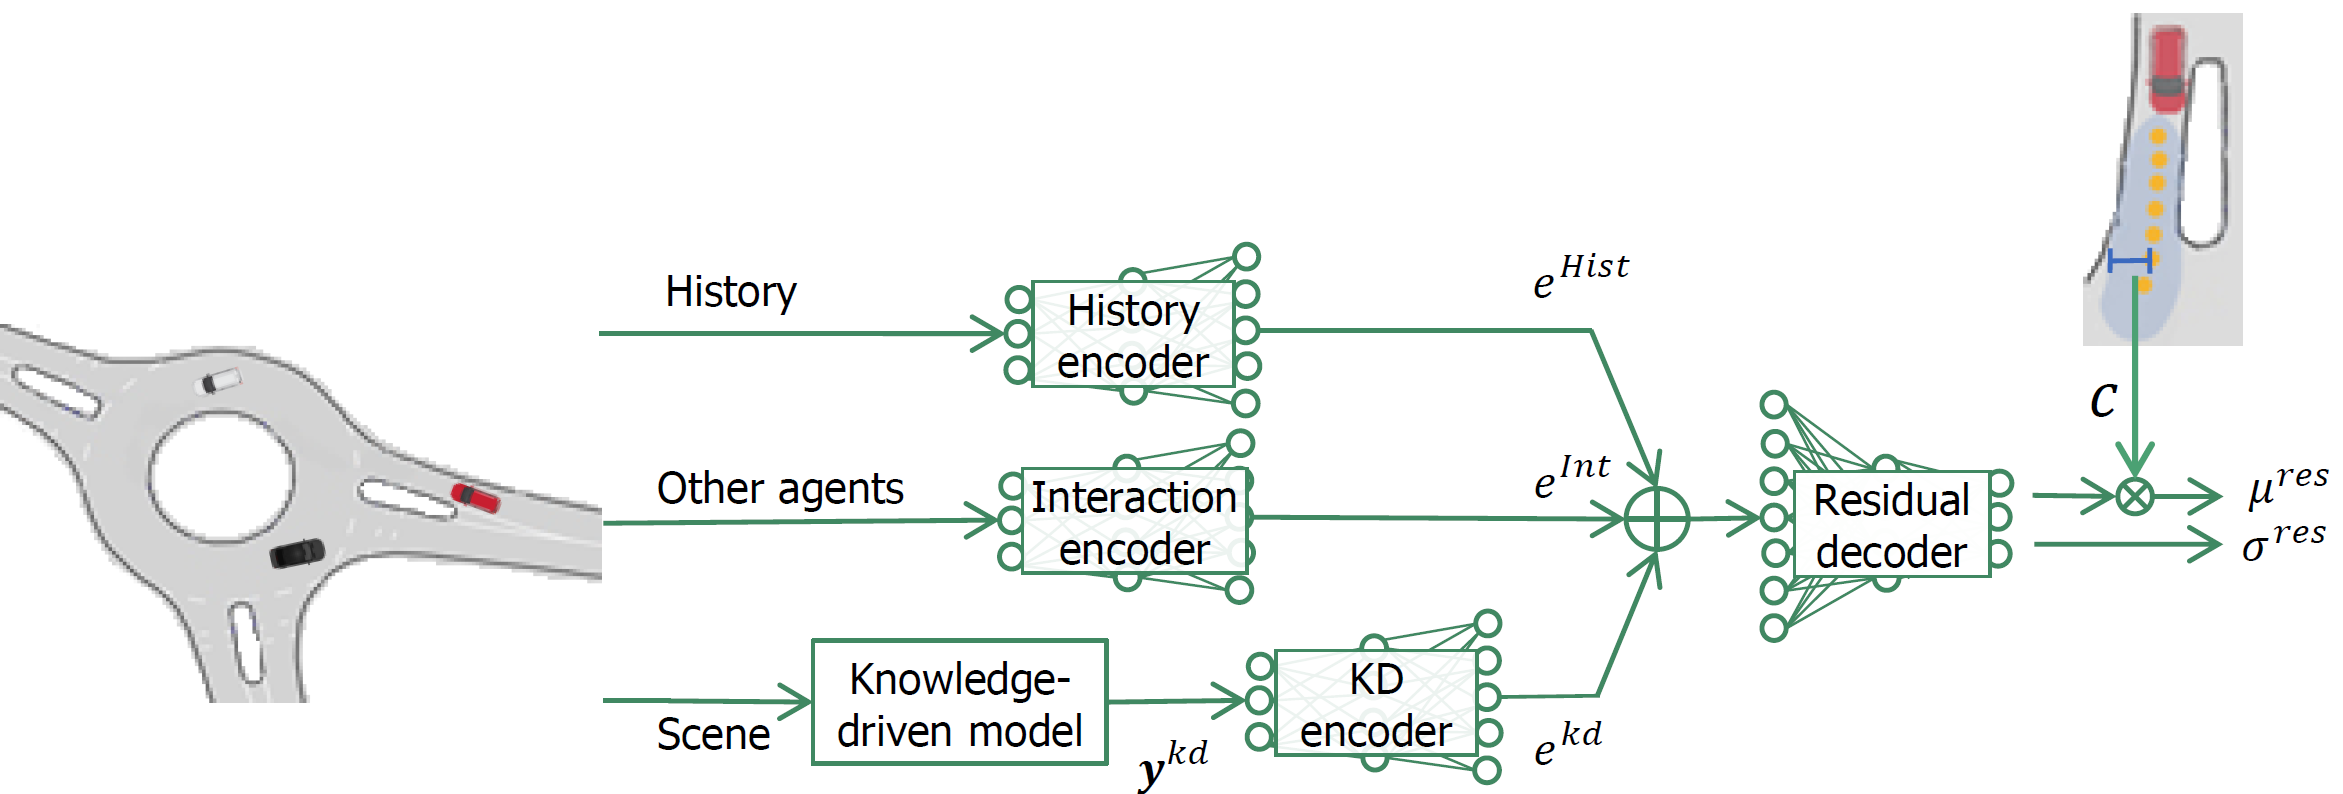 History
History
encoder
e^{Hist}
Other agents
Interaction
encoder
e^{Int}
Scene
Knowledge-
driven model
y^{kd}
KD
encoder
e^{kd}
Residual
decoder
C
μ^{res}
σ^{res}